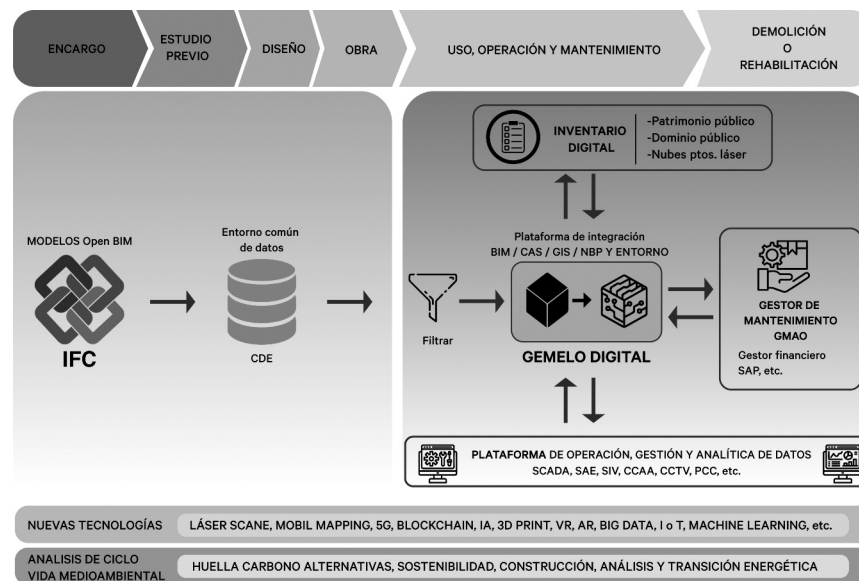 ENCARGO
ESTUDIO
PREVIO
DISEÑO
OBRA
USO, OPERACIÓN Y MANTENIMIENTO
DEMOLICIÓN
O
REHABILITACIÓN
MODELOS Open BIM
IFC
Entorno común
de datos
CDE
Filtrar
INVENTARIO
DIGITAL
-Patrimonio público
-Dominio público
-Nubes ptos. láser
Plataforma de integración
BIM / CAS / GIS / NBP Y ENTORNO
GEMELO DIGITAL
GESTOR DE
MANTENIMIENTO
GMAO
Gestor financiero
SAP, etc.
PLATAFORMA DE OPERACIÓN, GESTIÓN Y ANALÍTICA DE DATOS
SCADA, SAE, SIV, CCAA, CCTV, PCC, etc.
NUEVAS TECNOLOGÍAS
LÁSER SCANE, MOBIL MAPPING, 5G, BLOCKCHAIN, IA, 3D PRINT, VR, AR, BIG DATA, I o T, MACHINE LEARNING, etc.
ANALISIS DE CICLO
VIDA MEDIOAMBIENTAL
HUELLA CARBONO ALTERNATIVAS, SOSTENIBILIDAD, CONSTRUCCIÓN, ANÁLISIS Y TRANSICIÓN ENERGÉTICA